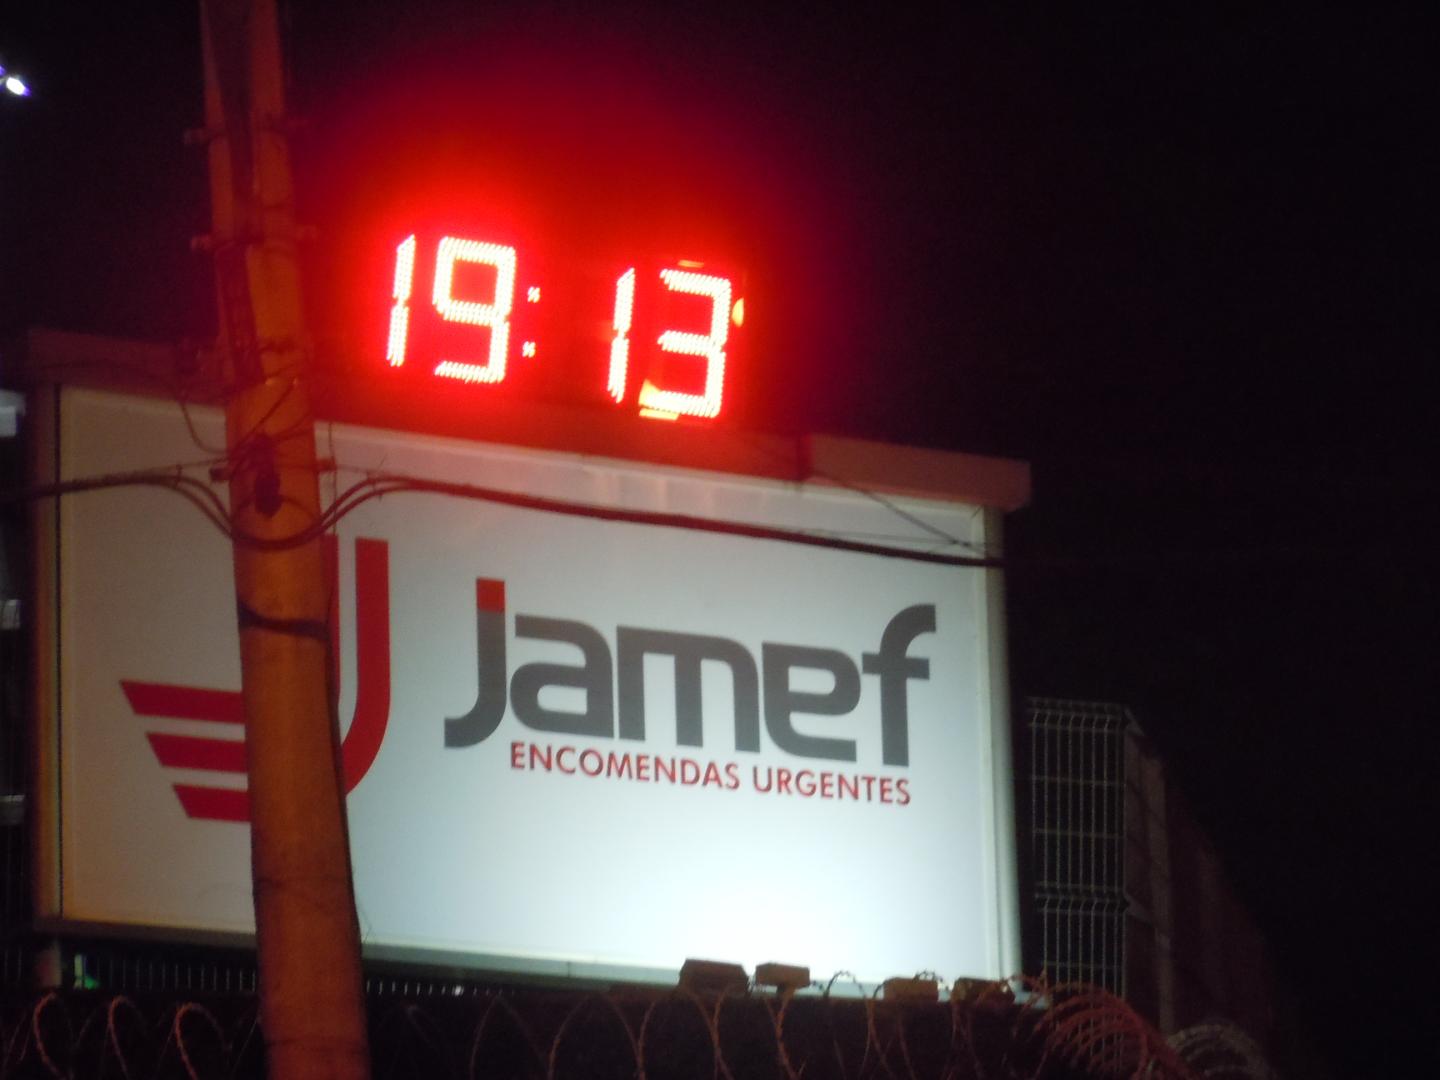 19:13
jamef
ENCOMENDAS URGENTES